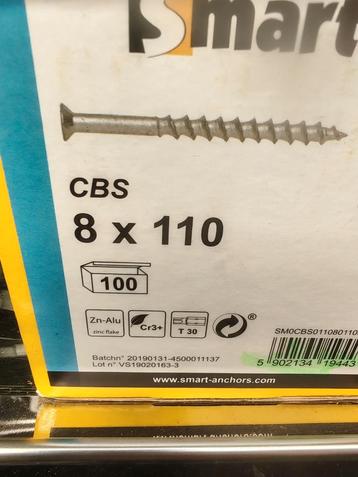 Smart
CBS
8 x 110
100
Zn-Alu
zinc flake
Cr3+
T 30
®
SM0CBS01108011
Batchn° 20190131-4500011137
Lot n° VS19020163-3
5 902134 19443
www.smart-anchors.com